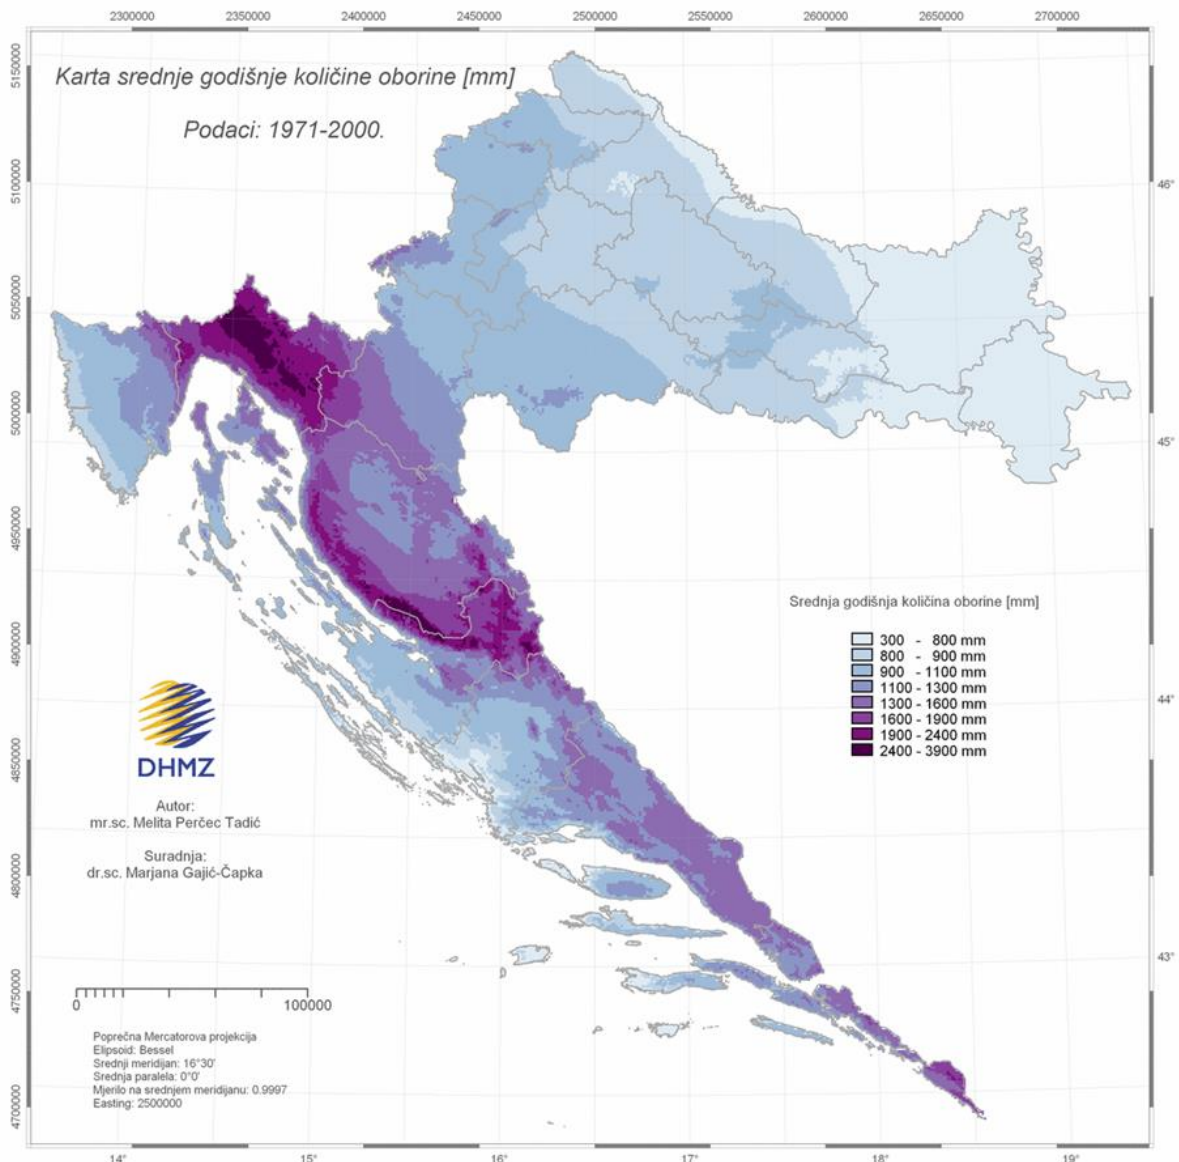 2300000 2350000 2400000 2450000 2500000 2550000 2600000 2650000 2700000
5150000
5100000
5050000
5000000
4950000
4900000
4850000
4800000
4750000
4700000
Karta srednje godišnje količine oborine [mm]
Podaci: 1971-2000.
46°
45°
44°
43°
Srednja godišnja količina oborine [mm]
300 - 800 mm
800 - 900 mm
900 - 1100 mm
1100 - 1300 mm
1300 - 1600 mm
1600 - 1900 mm
1900 - 2400 mm
2400 - 3900 mm
DHMZ
Autor:
mr.sc. Melita Perčec Tadić
Suradnja:
dr.sc. Marjana Gajić-Čapka
0 100000
Poprečna Mercatorova projekcija
Elipsoid: Bessel
Srednji meridijan: 16°30'
Srednja paralela: 0°0'
Mjerilo na srednjem meridijanu: 0.9997
Easting: 2500000
14° 15° 16° 17° 18° 19°